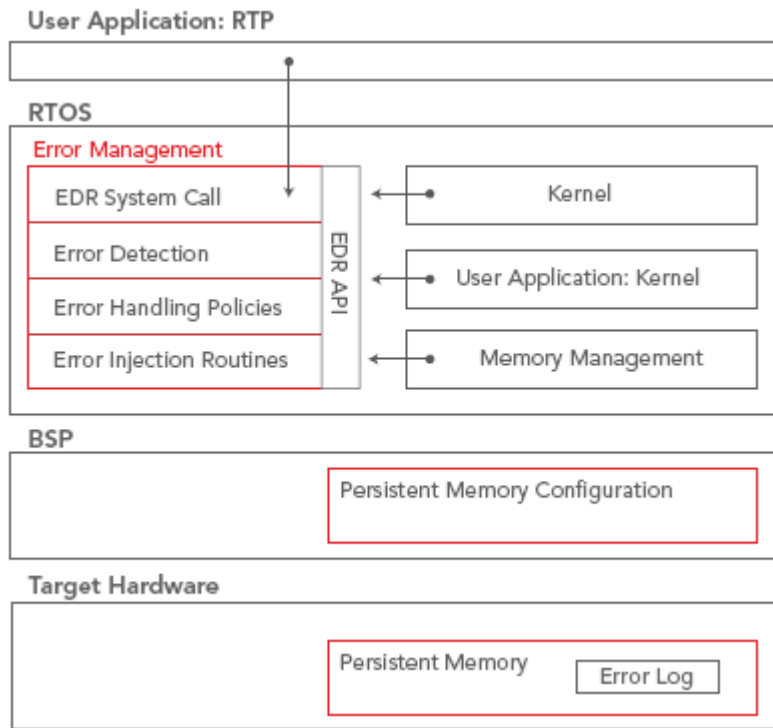 User Application: RTP
RTOS
Error Management
EDR System Call
Error Detection
Error Handling Policies
Error Injection Routines
EDR API
Kernel
User Application: Kernel
Memory Management
BSP
Persistent Memory Configuration
Target Hardware
Persistent Memory
Error Log